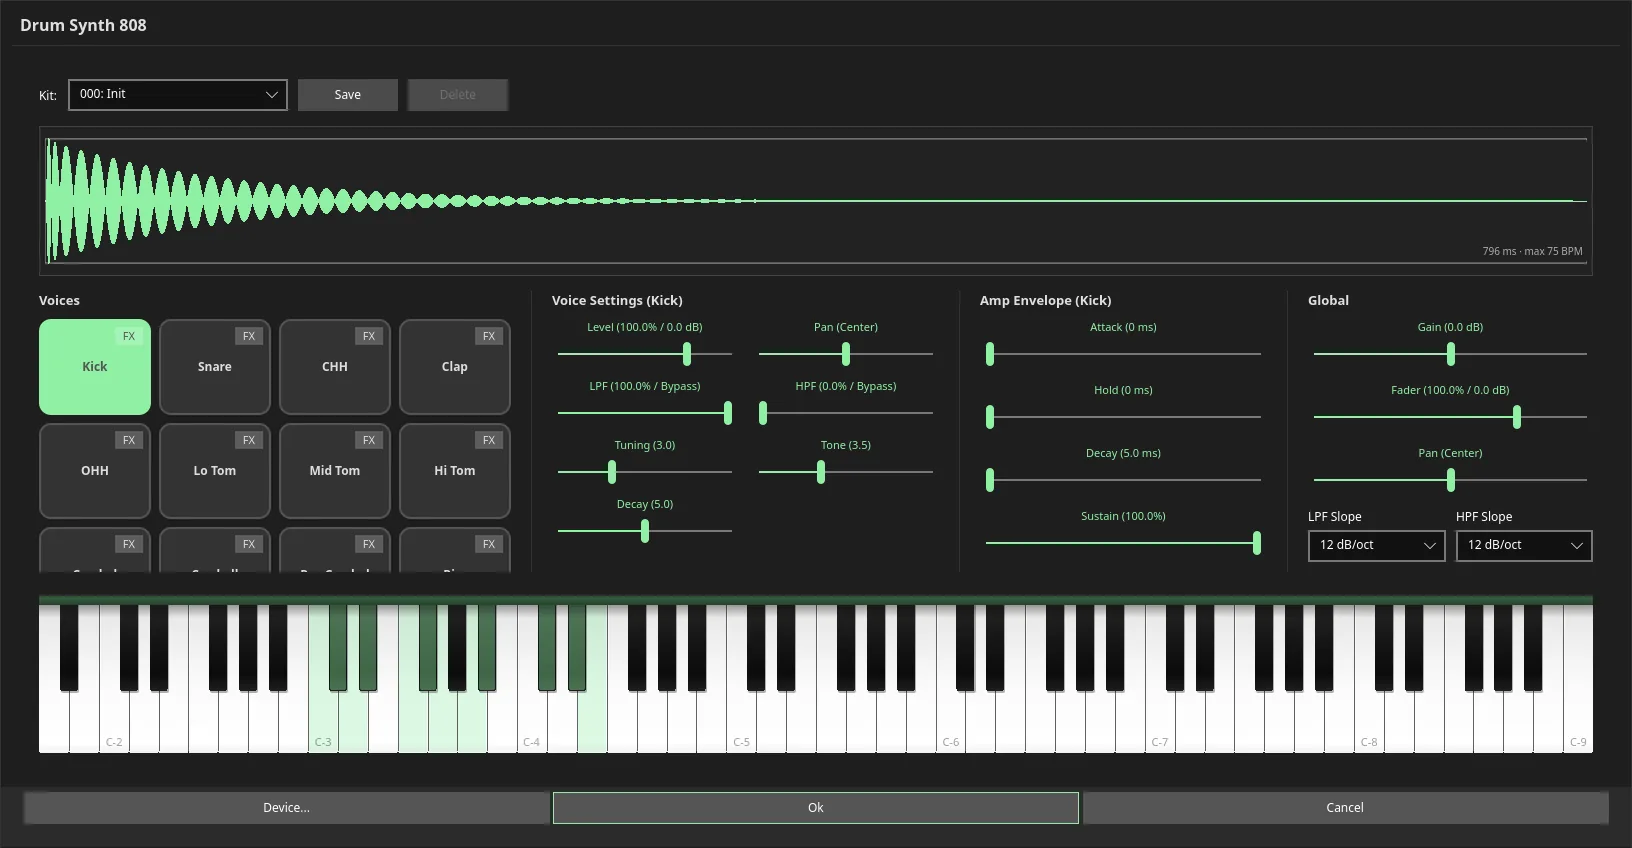 Drum Synth 808
Kit: 000: Init Save Delete
796 ms · max 75 BPM
Voices
FX FX FX FX
Kick Snare CHH Clap
FX FX FX FX
OHH Lo Tom Mid Tom Hi Tom
FX FX FX FX
Voice Settings (Kick)
Level (100.0% / 0.0 dB) Pan (Center)
LPF (100.0% / Bypass) HPF (0.0% / Bypass)
Tuning (3.0) Tone (3.5)
Decay (5.0)
Amp Envelope (Kick)
Attack (0 ms)
Hold (0 ms)
Decay (5.0 ms)
Sustain (100.0%)
Global
Gain (0.0 dB)
Fader (100.0% / 0.0 dB)
Pan (Center)
LPF Slope HPF Slope
12 dB/oct 12 dB/oct
C-2 C-3 C-4 C-5 C-6 C-7 C-8 C-9
Device... Ok Cancel